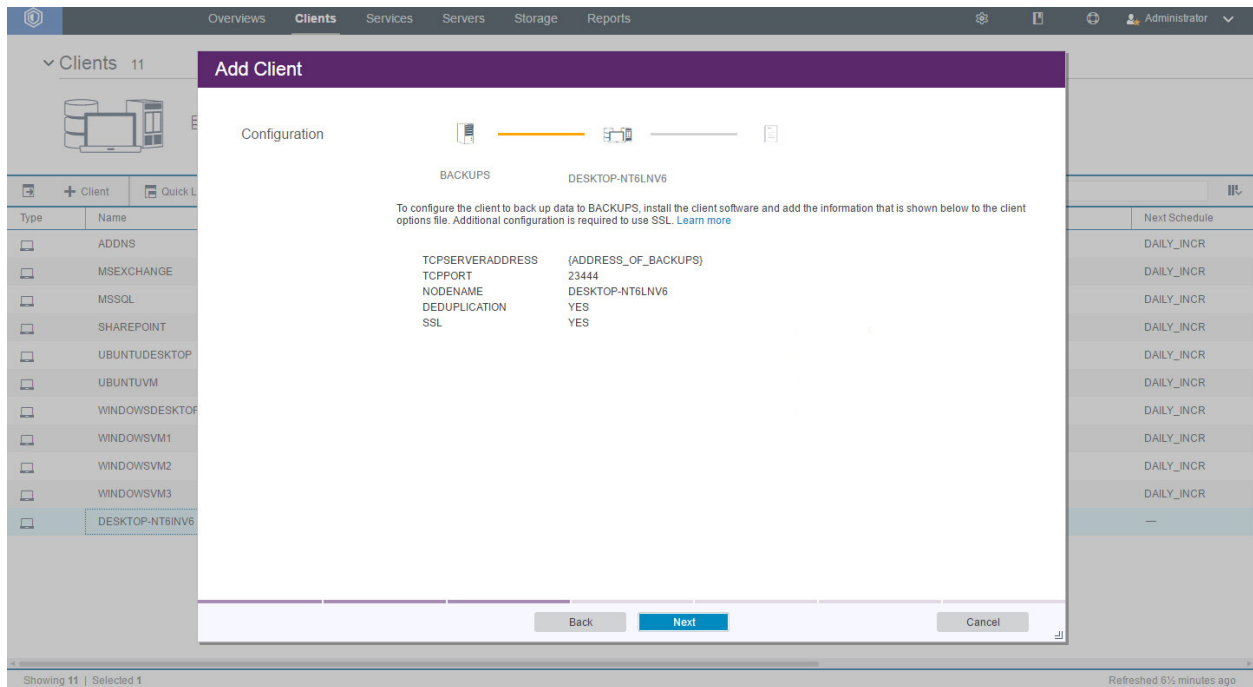 Overviews Clients Services Servers Storage Reports Administrator
Clients 11
Add Client
Configuration
BACKUPS DESKTOP-NT6LNV6
To configure the client to back up data to BACKUPS, install the client software and add the information that is shown below to the client
options file. Additional configuration is required to use SSL. Learn more
TCPSERVERADDRESS {ADDRESS_OF_BACKUPS}
TCPPORT 23444
NODENAME DESKTOP-NT6LNV6
DEDUPLICATION YES
SSL YES
Back Next Cancel
+ Client Quick L
Type Name Next Schedule
ADDNS DAILY_INCR
MSEXCHANGE DAILY_INCR
MSSQL DAILY_INCR
SHAREPOINT DAILY_INCR
UBUNTUDESKTOP DAILY_INCR
UBUNTUVM DAILY_INCR
WINDOWSDESKTOP DAILY_INCR
WINDOWSVM1 DAILY_INCR
WINDOWSVM2 DAILY_INCR
WINDOWSVM3 DAILY_INCR
DESKTOP-NT6INV6 —
Showing 11 | Selected 1 Refreshed 6½ minutes ago